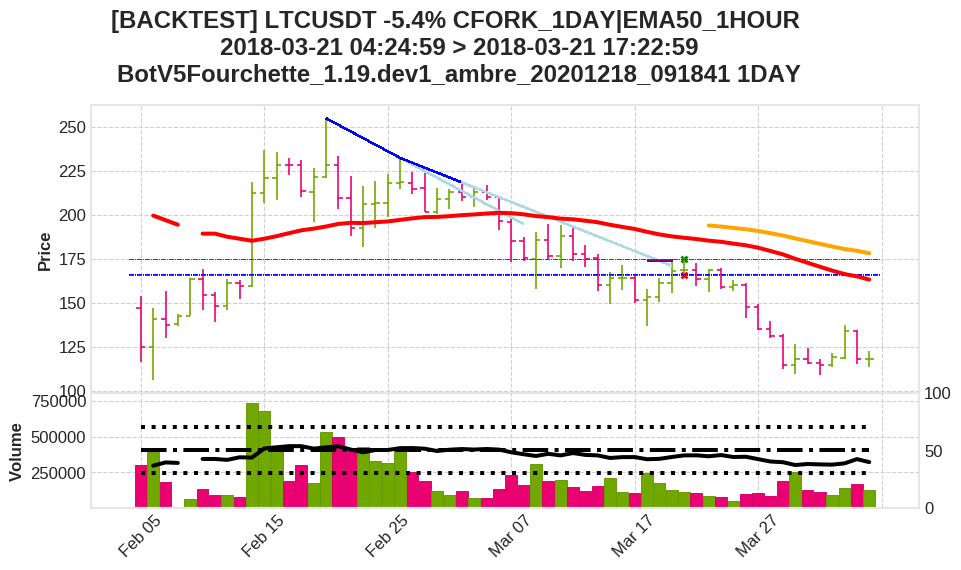 [BACKTEST] LTCUSDT -5.4% CFORK_1DAY|EMA50_1HOUR
2018-03-21 04:24:59 > 2018-03-21 17:22:59
BotV5Fourchette_1.19.dev1_ambre_20201218_091841 1DAY
Price
250
225
200
175
150
125
100
Volume
750000
500000
250000
100
50
0
Feb 05
Feb 15
Feb 25
Mar 07
Mar 17
Mar 27